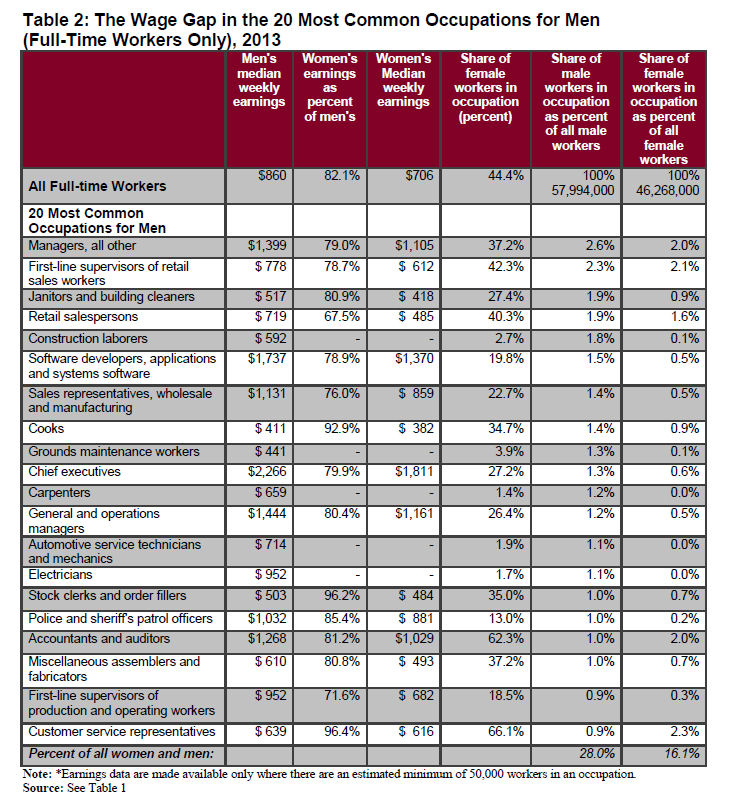 Table 2: The Wage Gap in the 20 Most Common Occupations for Men
(Full-Time Workers Only), 2013
Men's median weekly earnings | Women's earnings as percent of men's | Women's Median weekly earnings | Share of female workers in occupation (percent) | Share of male workers in occupation as percent of all male workers | Share of female workers in occupation as percent of all female workers
All Full-time Workers $860 82.1% $706 44.4% 100% 57,994,000 100% 46,268,000
20 Most Common
Occupations for Men
Managers, all other $1,399 79.0% $1,105 37.2% 2.6% 2.0%
First-line supervisors of retail
sales workers $ 778 78.7% $ 612 42.3% 2.3% 2.1%
Janitors and building cleaners $ 517 80.9% $ 418 27.4% 1.9% 0.9%
Retail salespersons $ 719 67.5% $ 485 40.3% 1.9% 1.6%
Construction laborers $ 592 - - 2.7% 1.8% 0.1%
Software developers, applications
and systems software $1,737 78.9% $1,370 19.8% 1.5% 0.5%
Sales representatives, wholesale
and manufacturing $1,131 76.0% $ 859 22.7% 1.4% 0.5%
Cooks $ 411 92.9% $ 382 34.7% 1.4% 0.9%
Grounds maintenance workers $ 441 - - 3.9% 1.3% 0.1%
Chief executives $2,266 79.9% $1,811 27.2% 1.3% 0.6%
Carpenters $ 659 - - 1.4% 1.2% 0.0%
General and operations
managers $1,444 80.4% $1,161 26.4% 1.2% 0.5%
Automotive service technicians
and mechanics $ 714 - - 1.9% 1.1% 0.0%
Electricians $ 952 - - 1.7% 1.1% 0.0%
Stock clerks and order fillers $ 503 96.2% $ 484 35.0% 1.0% 0.7%
Police and sheriff's patrol officers $1,032 85.4% $ 881 13.0% 1.0% 0.2%
Accountants and auditors $1,268 81.2% $1,029 62.3% 1.0% 2.0%
Miscellaneous assemblers and
fabricators $ 610 80.8% $ 493 37.2% 1.0% 0.7%
First-line supervisors of
production and operating workers $ 952 71.6% $ 682 18.5% 0.9% 0.3%
Customer service representatives $ 639 96.4% $ 616 66.1% 0.9% 2.3%
Percent of all women and men: 28.0% 16.1%
Note: *Earnings data are made available only where there are an estimated minimum of 50,000 workers in an occupation.
Source: See Table 1